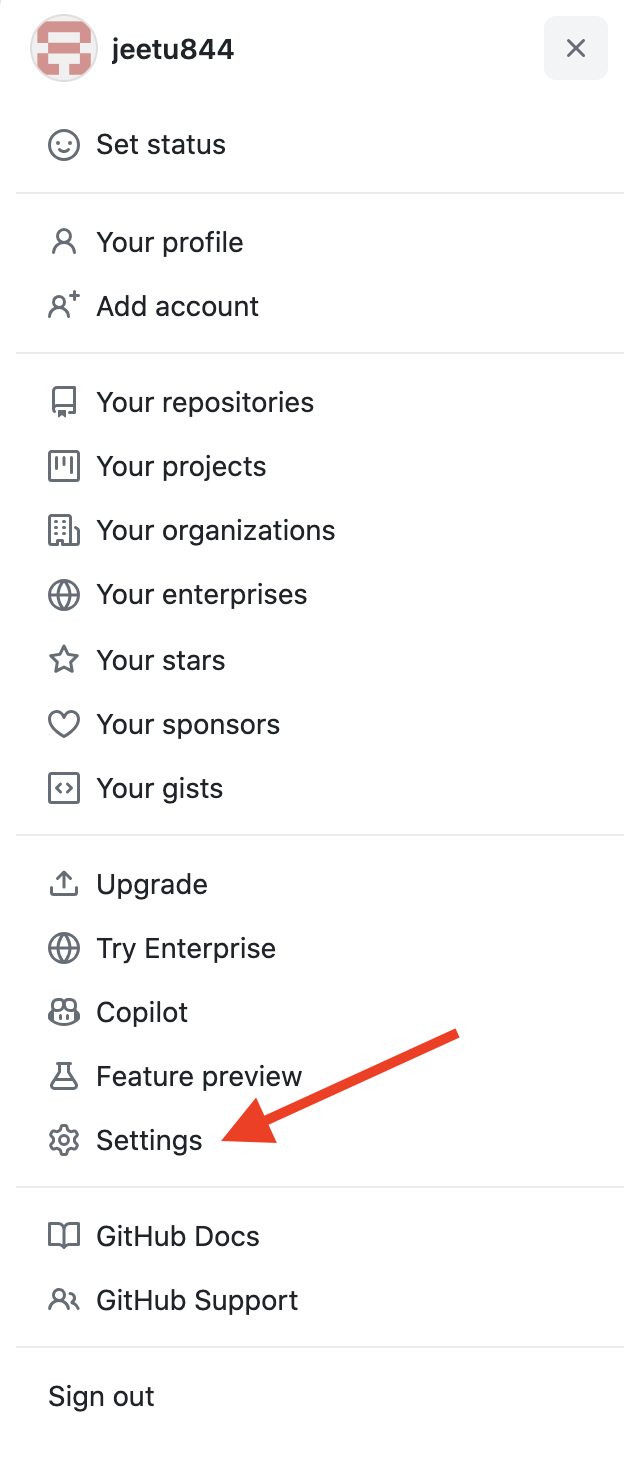 jeetu844
Set status
Your profile
Add account
Your repositories
Your projects
Your organizations
Your enterprises
Your stars
Your sponsors
Your gists
Upgrade
Try Enterprise
Copilot
Feature preview
Settings
GitHub Docs
GitHub Support
Sign out